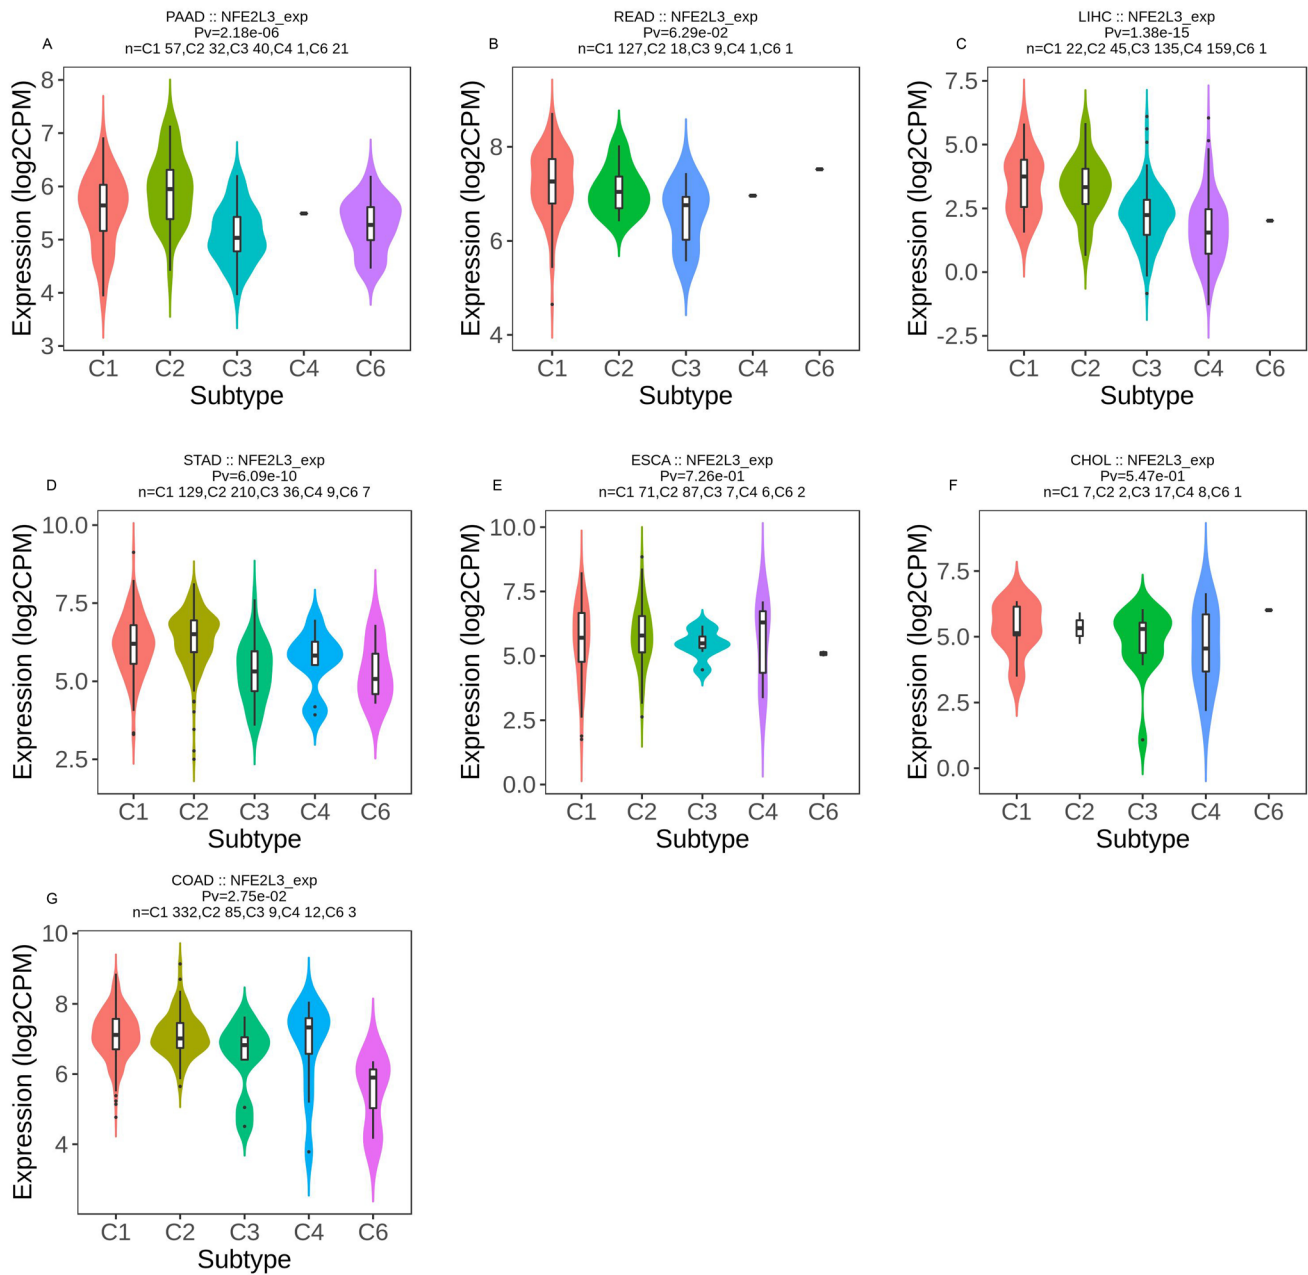 A
PAAD :: NFE2L3_exp
Pv=2.18e-06
n=C1 57,C2 32,C3 40,C4 1,C6 21
Expression (log2CPM)
8
7
6
5
4
3
C1 C2 C3 C4 C6
Subtype
B
READ :: NFE2L3_exp
Pv=6.29e-02
n=C1 127,C2 18,C3 9,C4 1,C6 1
Expression (log2CPM)
8
6
4
C1 C2 C3 C4 C6
Subtype
C
LIHC :: NFE2L3_exp
Pv=1.38e-15
n=C1 22,C2 45,C3 135,C4 159,C6 1
Expression (log2CPM)
7.5
5.0
2.5
0.0
-2.5
C1 C2 C3 C4 C6
Subtype
D
STAD :: NFE2L3_exp
Pv=6.09e-10
n=C1 129,C2 210,C3 36,C4 9,C6 7
Expression (log2CPM)
10.0
7.5
5.0
2.5
C1 C2 C3 C4 C6
Subtype
E
ESCA :: NFE2L3_exp
Pv=7.26e-01
n=C1 71,C2 87,C3 7,C4 6,C6 2
Expression (log2CPM)
10.0
7.5
5.0
2.5
0.0
C1 C2 C3 C4 C6
Subtype
F
CHOL :: NFE2L3_exp
Pv=5.47e-01
n=C1 7,C2 2,C3 17,C4 8,C6 1
Expression (log2CPM)
7.5
5.0
2.5
0.0
C1 C2 C3 C4 C6
Subtype
G
COAD :: NFE2L3_exp
Pv=2.75e-02
n=C1 332,C2 85,C3 9,C4 12,C6 3
Expression (log2CPM)
10
8
6
4
C1 C2 C3 C4 C6
Subtype